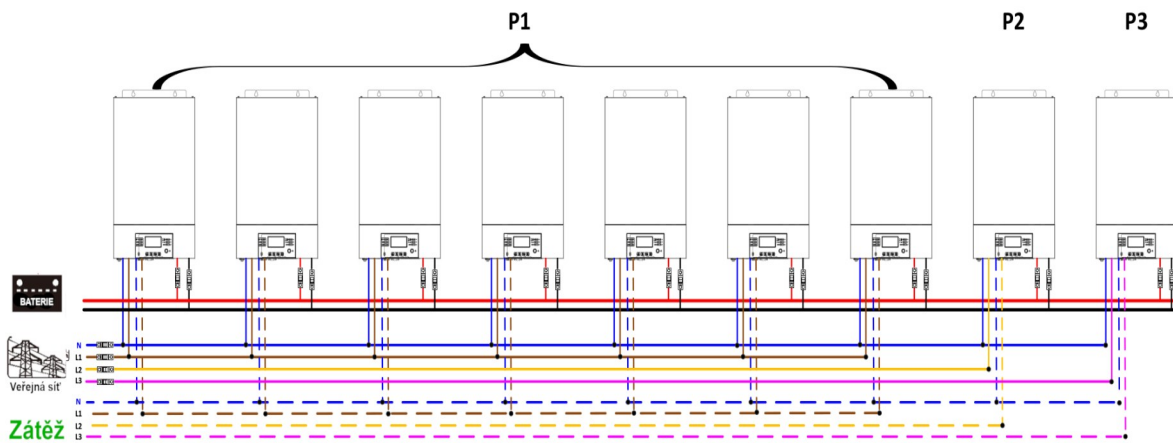 P1
P2
P3
BATERIE
N
L1
L2
L3
Veřejná síť
N
L1
L2
L3
Zátěž